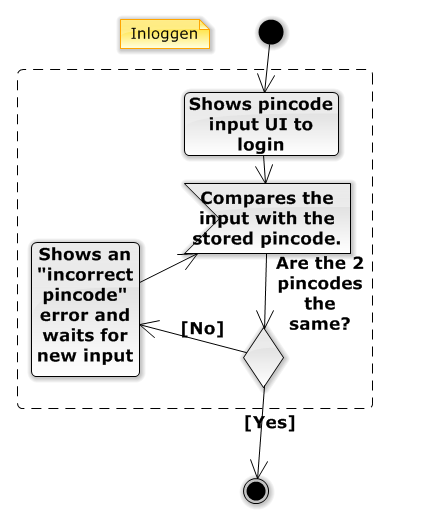 Inloggen
Shows pincode
input UI to
login
Compares the
input with the
stored pincode.
Are the 2
pincodes
the
same?
Shows an
"incorrect
pincode"
error and
waits for
new input
[No]
[Yes]